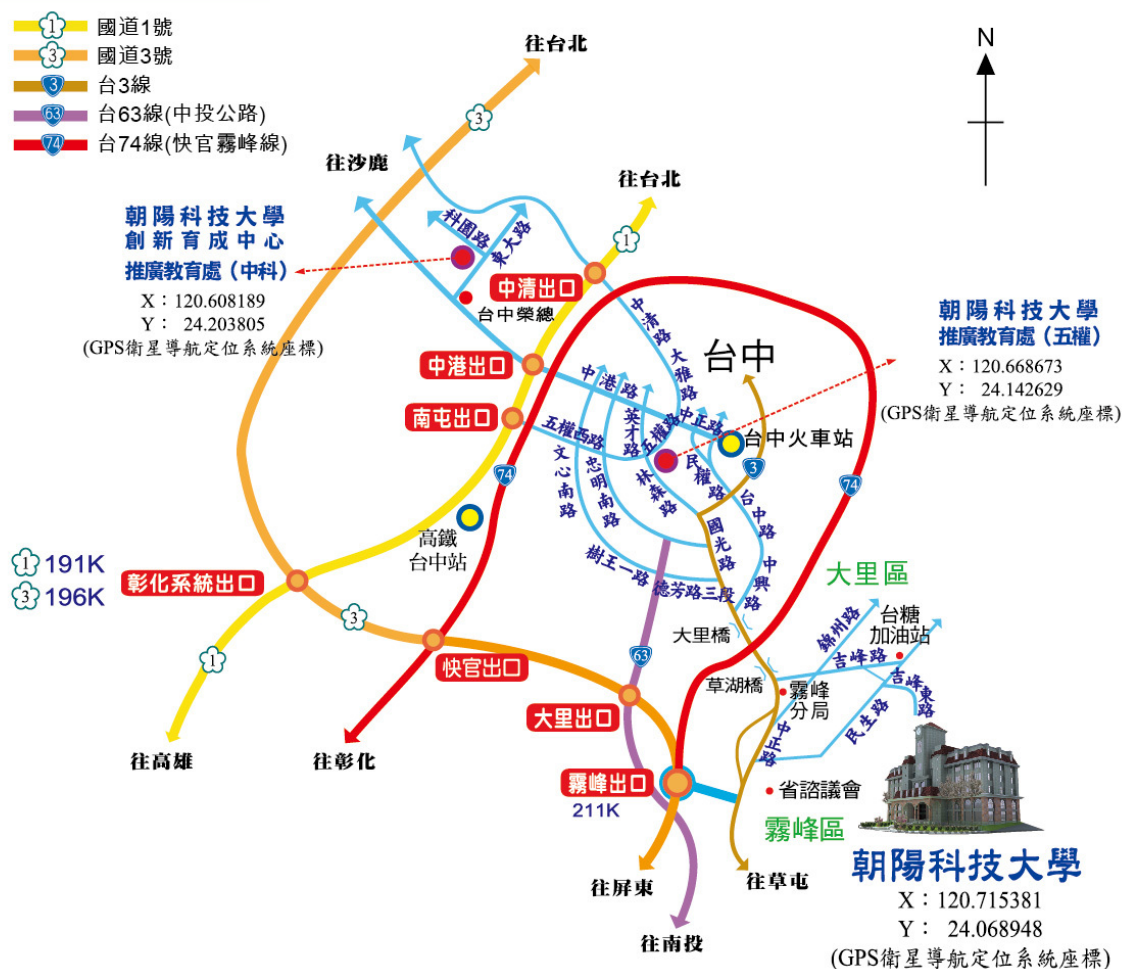 1 國道1號
3 國道3號
3 台3線
63 台63線(中投公路)
74 台74線(快官霧峰線)
N
往台北
3
往沙鹿
往台北
1
朝陽科技大學
創新育成中心
推廣教育處(中科)
X:120.608189
Y: 24.203805
(GPS衛星導航定位系統座標)
科園路
東大路
台中榮總
中清出口
中清路
大雅路
台中
朝陽科技大學
推廣教育處(五權)
X:120.668673
Y: 24.142629
(GPS衛星導航定位系統座標)
中港出口
中港路
南屯出口
五權西路
英才路
五權路
中正路
台中火車站
文心南路
忠明南路
林森路
民權路
台中路
3
74
74
高鐵
台中站
國光路
中興路
樹王一路
德芳路三段
1 191K
3 196K
彰化系統出口
3
1
快官出口
63
大里橋
大里區
錦州路
台糖
加油站
吉峰路
吉峰東路
草湖橋
霧峰
分局
民生路
中正路
大里出口
往高雄
往彰化
霧峰出口
211K
省諮議會
霧峰區
往屏東
往草屯
往南投
朝陽科技大學
X:120.715381
Y: 24.068948
(GPS衛星導航定位系統座標)